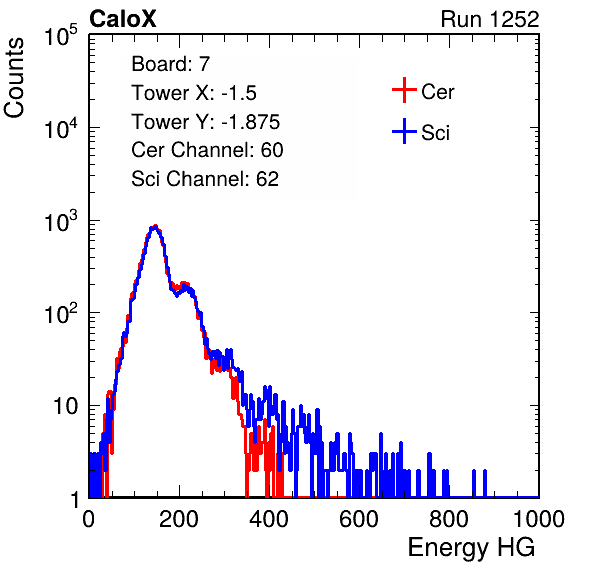 CaloX Run 1252
Counts
Board: 7
Tower X: -1.5
Tower Y: -1.875
Cer Channel: 60
Sci Channel: 62
Cer
Sci
10^5
10^4
10^3
10^2
10
1
0 200 400 600 800 1000
Energy HG